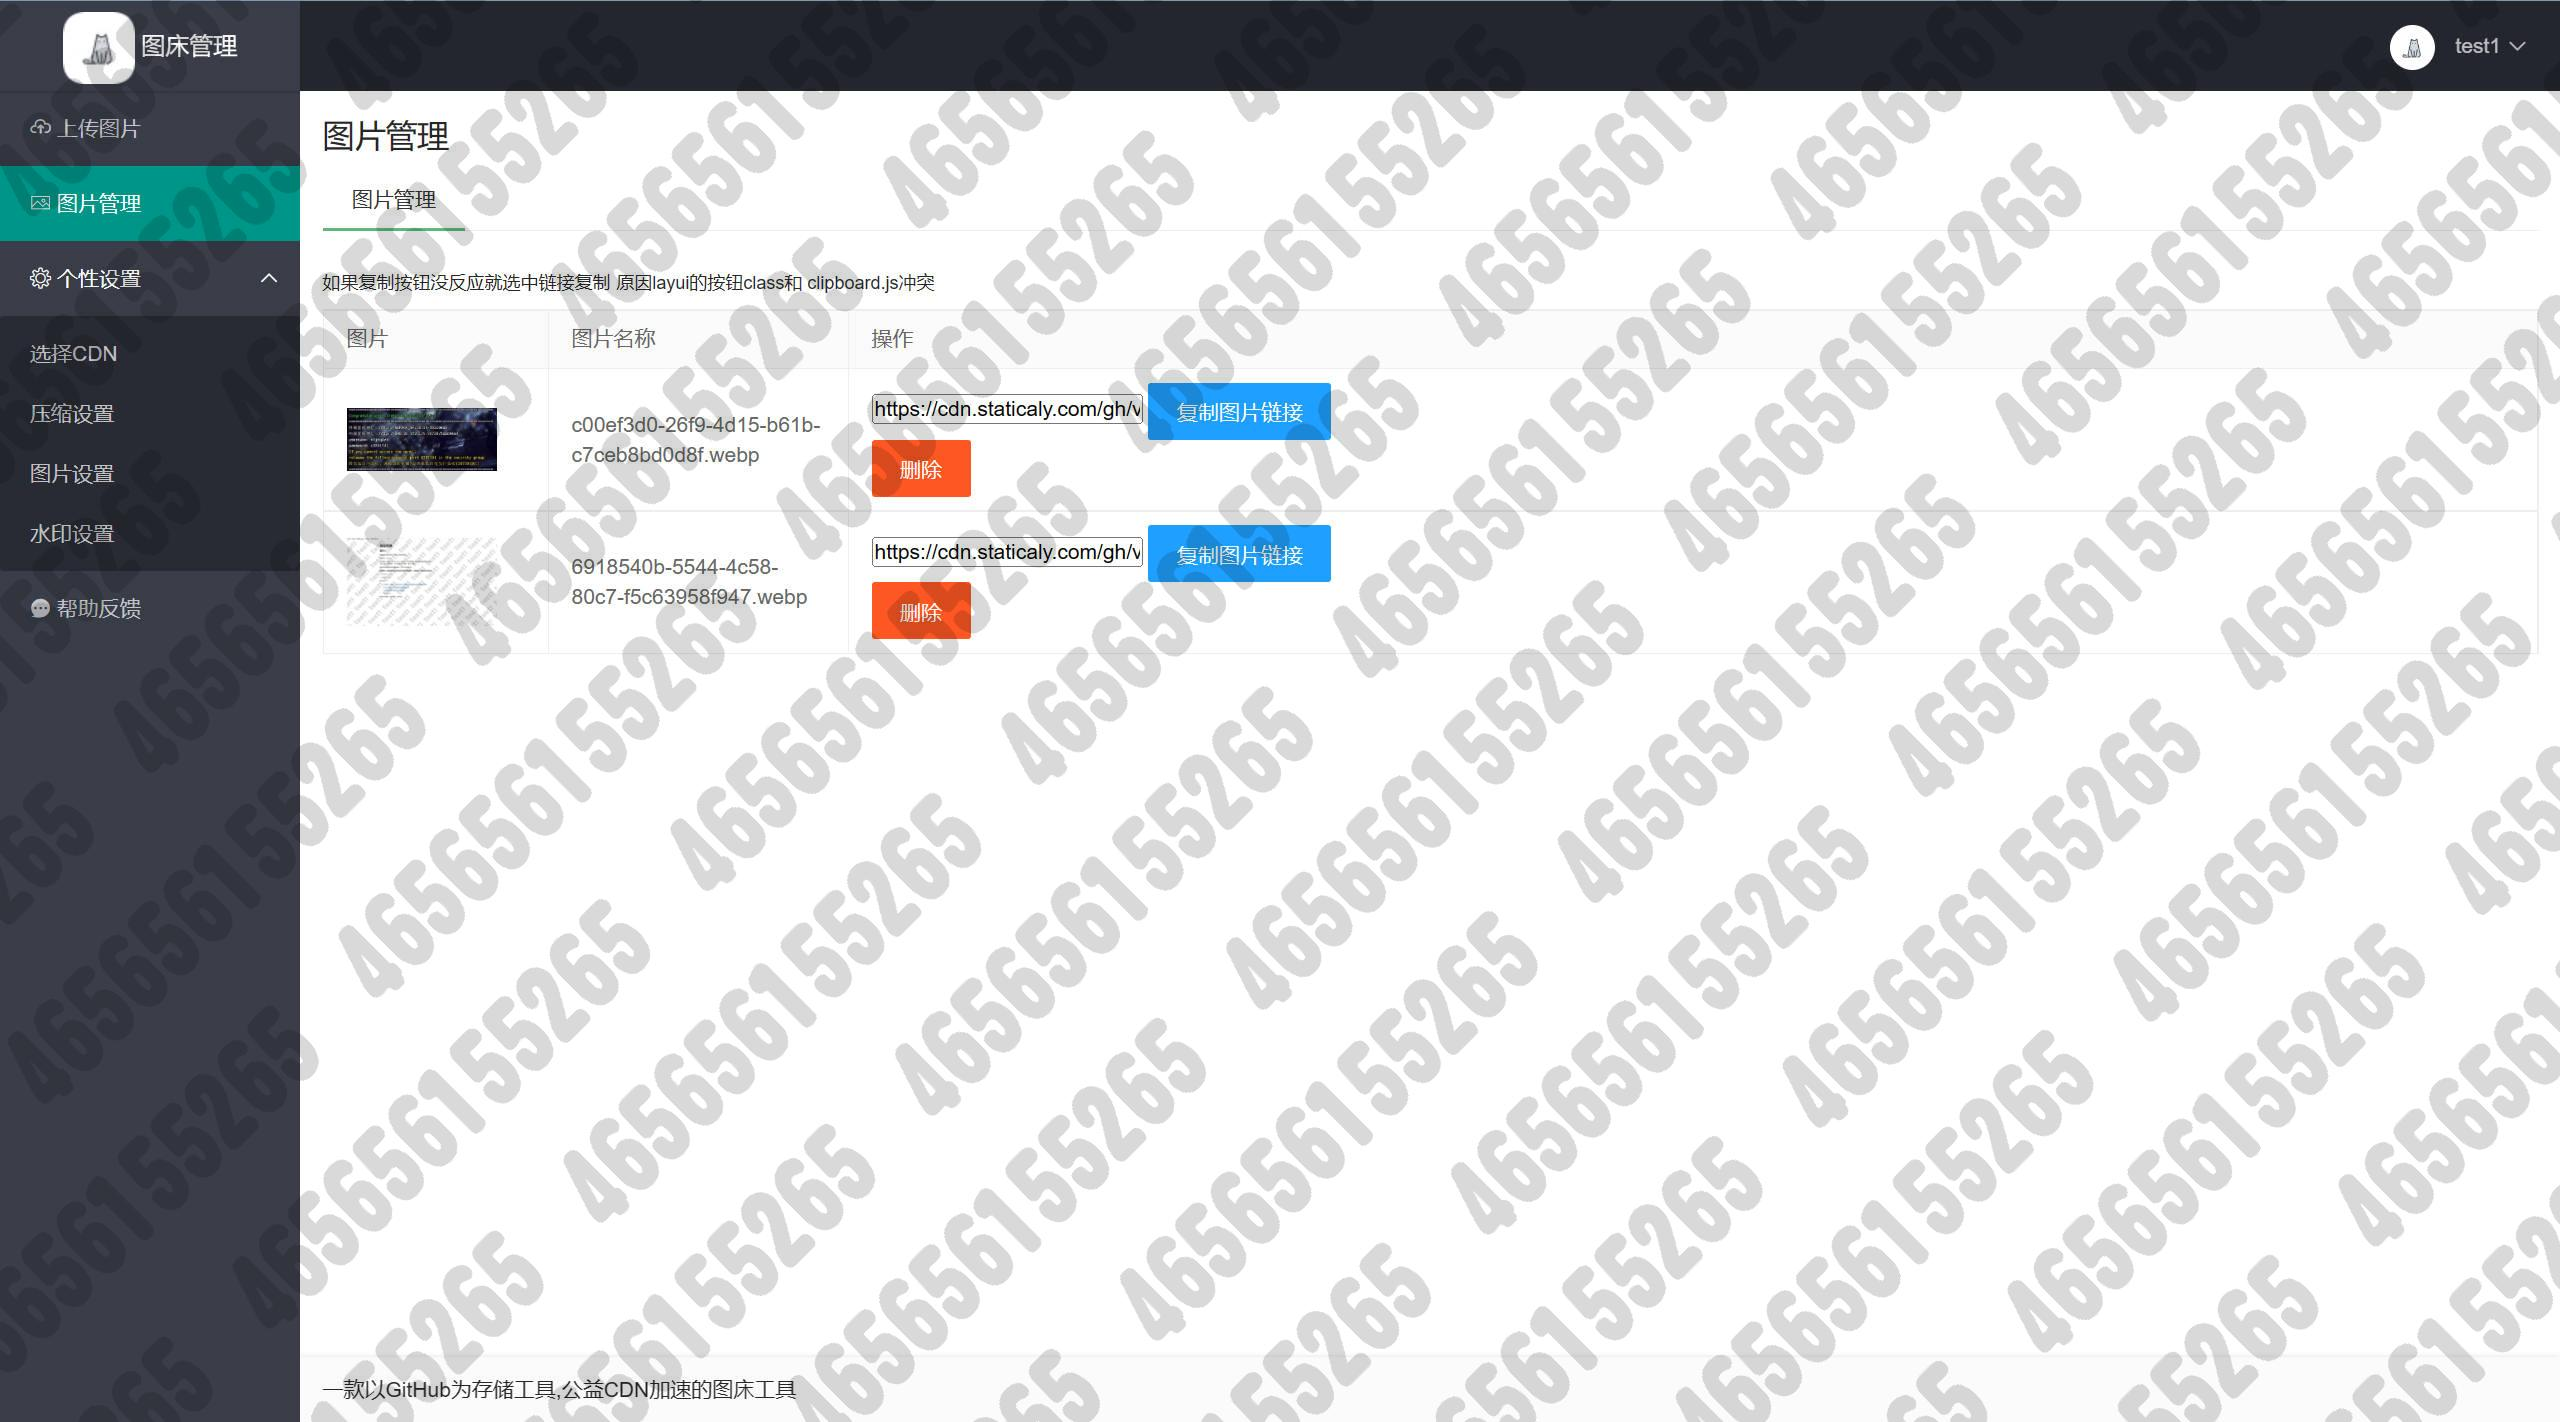 图床管理
test1
上传图片
图片管理
个性设置
选择CDN
压缩设置
图片设置
水印设置
帮助反馈
图片管理
图片管理
如果复制按钮没反应就选中链接复制 原因layui的按钮class和 clipboard.js冲突
图片 图片名称 操作
c00ef3d0-26f9-4d15-b61b-
c7ceb8bd0d8f.webp
https://cdn.staticaly.com/gh/v
复制图片链接
删除
6918540b-5544-4c58-
80c7-f5c63958f947.webp
https://cdn.staticaly.com/gh/v
复制图片链接
删除
一款以GitHub为存储工具,公益CDN加速的图床工具
465656155265